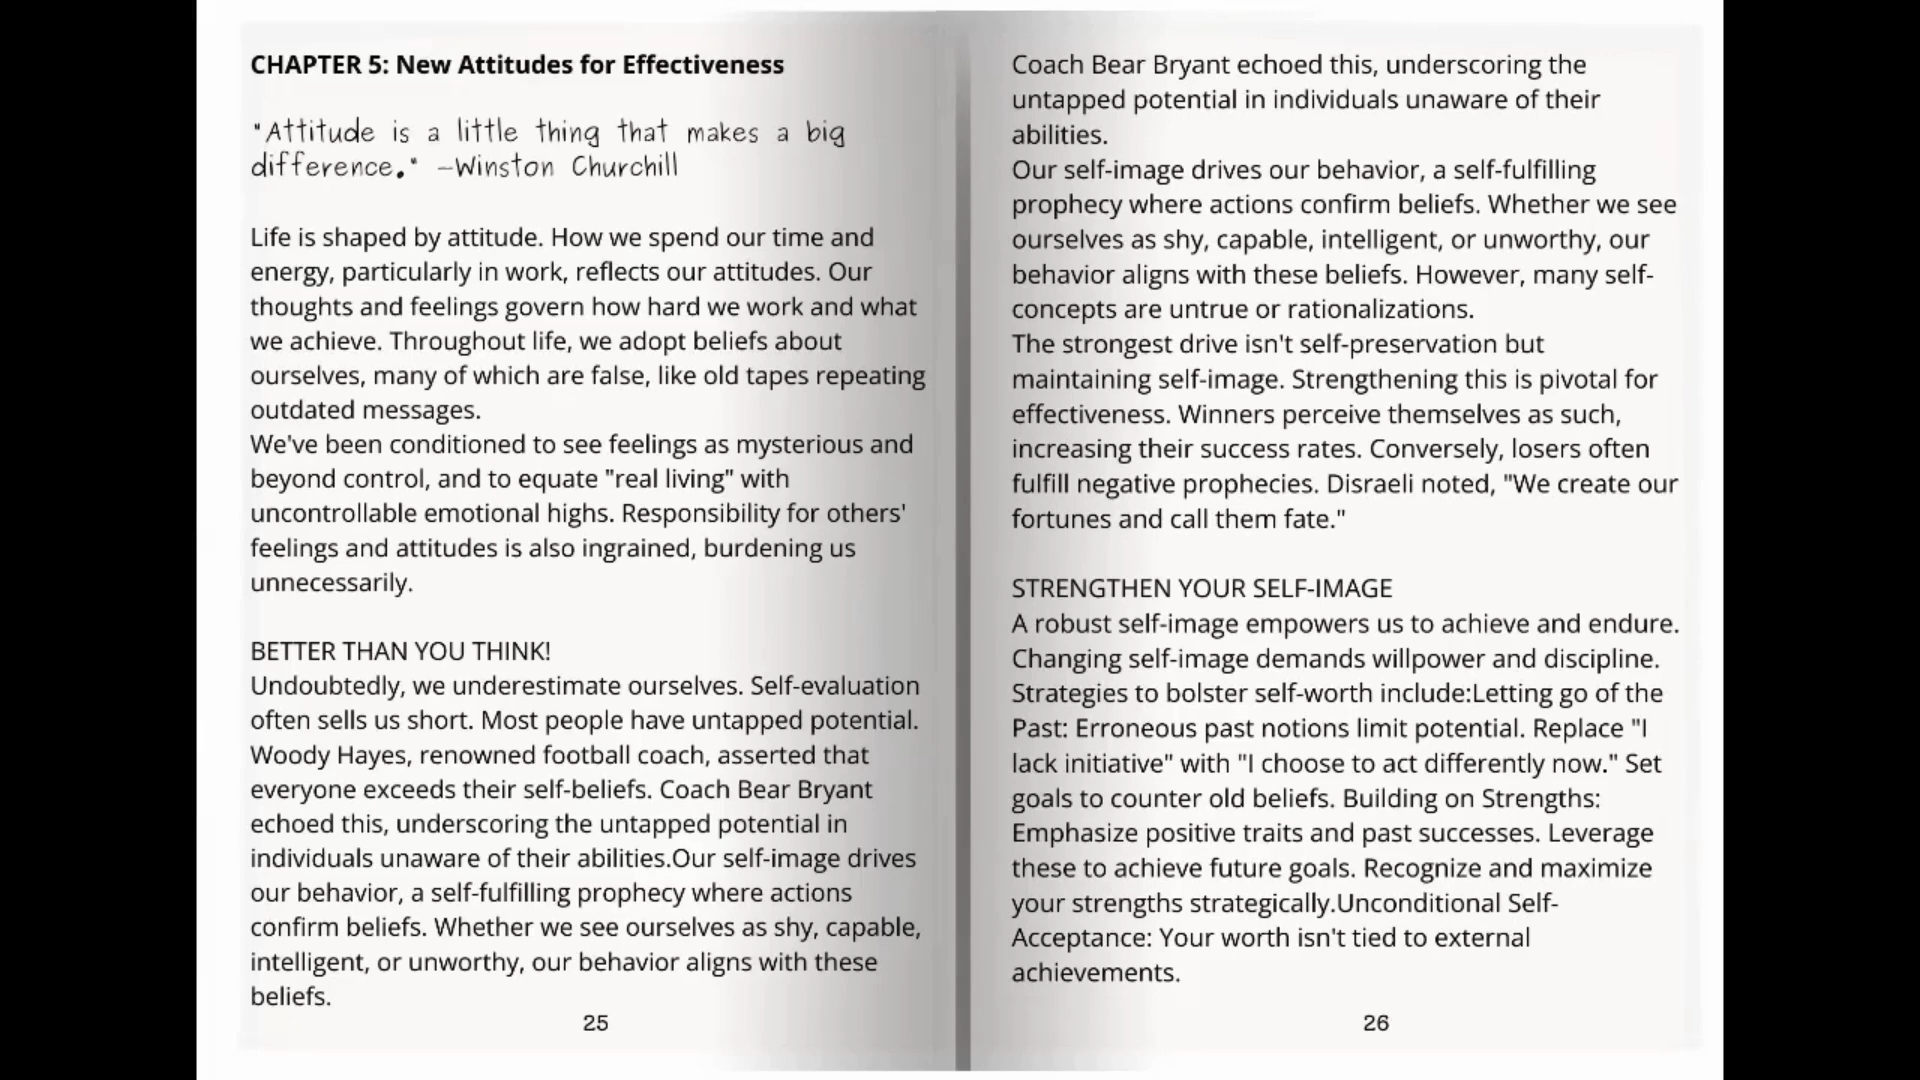 CHAPTER 5: New Attitudes for Effectiveness
"Attitude is a little thing that makes a big
difference." -Winston Churchill
Life is shaped by attitude. How we spend our time and
energy, particularly in work, reflects our attitudes. Our
thoughts and feelings govern how hard we work and what
we achieve. Throughout life, we adopt beliefs about
ourselves, many of which are false, like old tapes repeating
outdated messages.
We've been conditioned to see feelings as mysterious and
beyond control, and to equate "real living" with
uncontrollable emotional highs. Responsibility for others'
feelings and attitudes is also ingrained, burdening us
unnecessarily.
BETTER THAN YOU THINK!
Undoubtedly, we underestimate ourselves. Self-evaluation
often sells us short. Most people have untapped potential.
Woody Hayes, renowned football coach, asserted that
everyone exceeds their self-beliefs. Coach Bear Bryant
echoed this, underscoring the untapped potential in
individuals unaware of their abilities.Our self-image drives
our behavior, a self-fulfilling prophecy where actions
confirm beliefs. Whether we see ourselves as shy, capable,
intelligent, or unworthy, our behavior aligns with these
beliefs.
25
Coach Bear Bryant echoed this, underscoring the
untapped potential in individuals unaware of their
abilities.
Our self-image drives our behavior, a self-fulfilling
prophecy where actions confirm beliefs. Whether we see
ourselves as shy, capable, intelligent, or unworthy, our
behavior aligns with these beliefs. However, many self-
concepts are untrue or rationalizations.
The strongest drive isn't self-preservation but
maintaining self-image. Strengthening this is pivotal for
effectiveness. Winners perceive themselves as such,
increasing their success rates. Conversely, losers often
fulfill negative prophecies. Disraeli noted, "We create our
fortunes and call them fate."
STRENGTHEN YOUR SELF-IMAGE
A robust self-image empowers us to achieve and endure.
Changing self-image demands willpower and discipline.
Strategies to bolster self-worth include:Letting go of the
Past: Erroneous past notions limit potential. Replace "I
lack initiative" with "I choose to act differently now." Set
goals to counter old beliefs. Building on Strengths:
Emphasize positive traits and past successes. Leverage
these to achieve future goals. Recognize and maximize
your strengths strategically.Unconditional Self-
Acceptance: Your worth isn't tied to external
achievements.
26